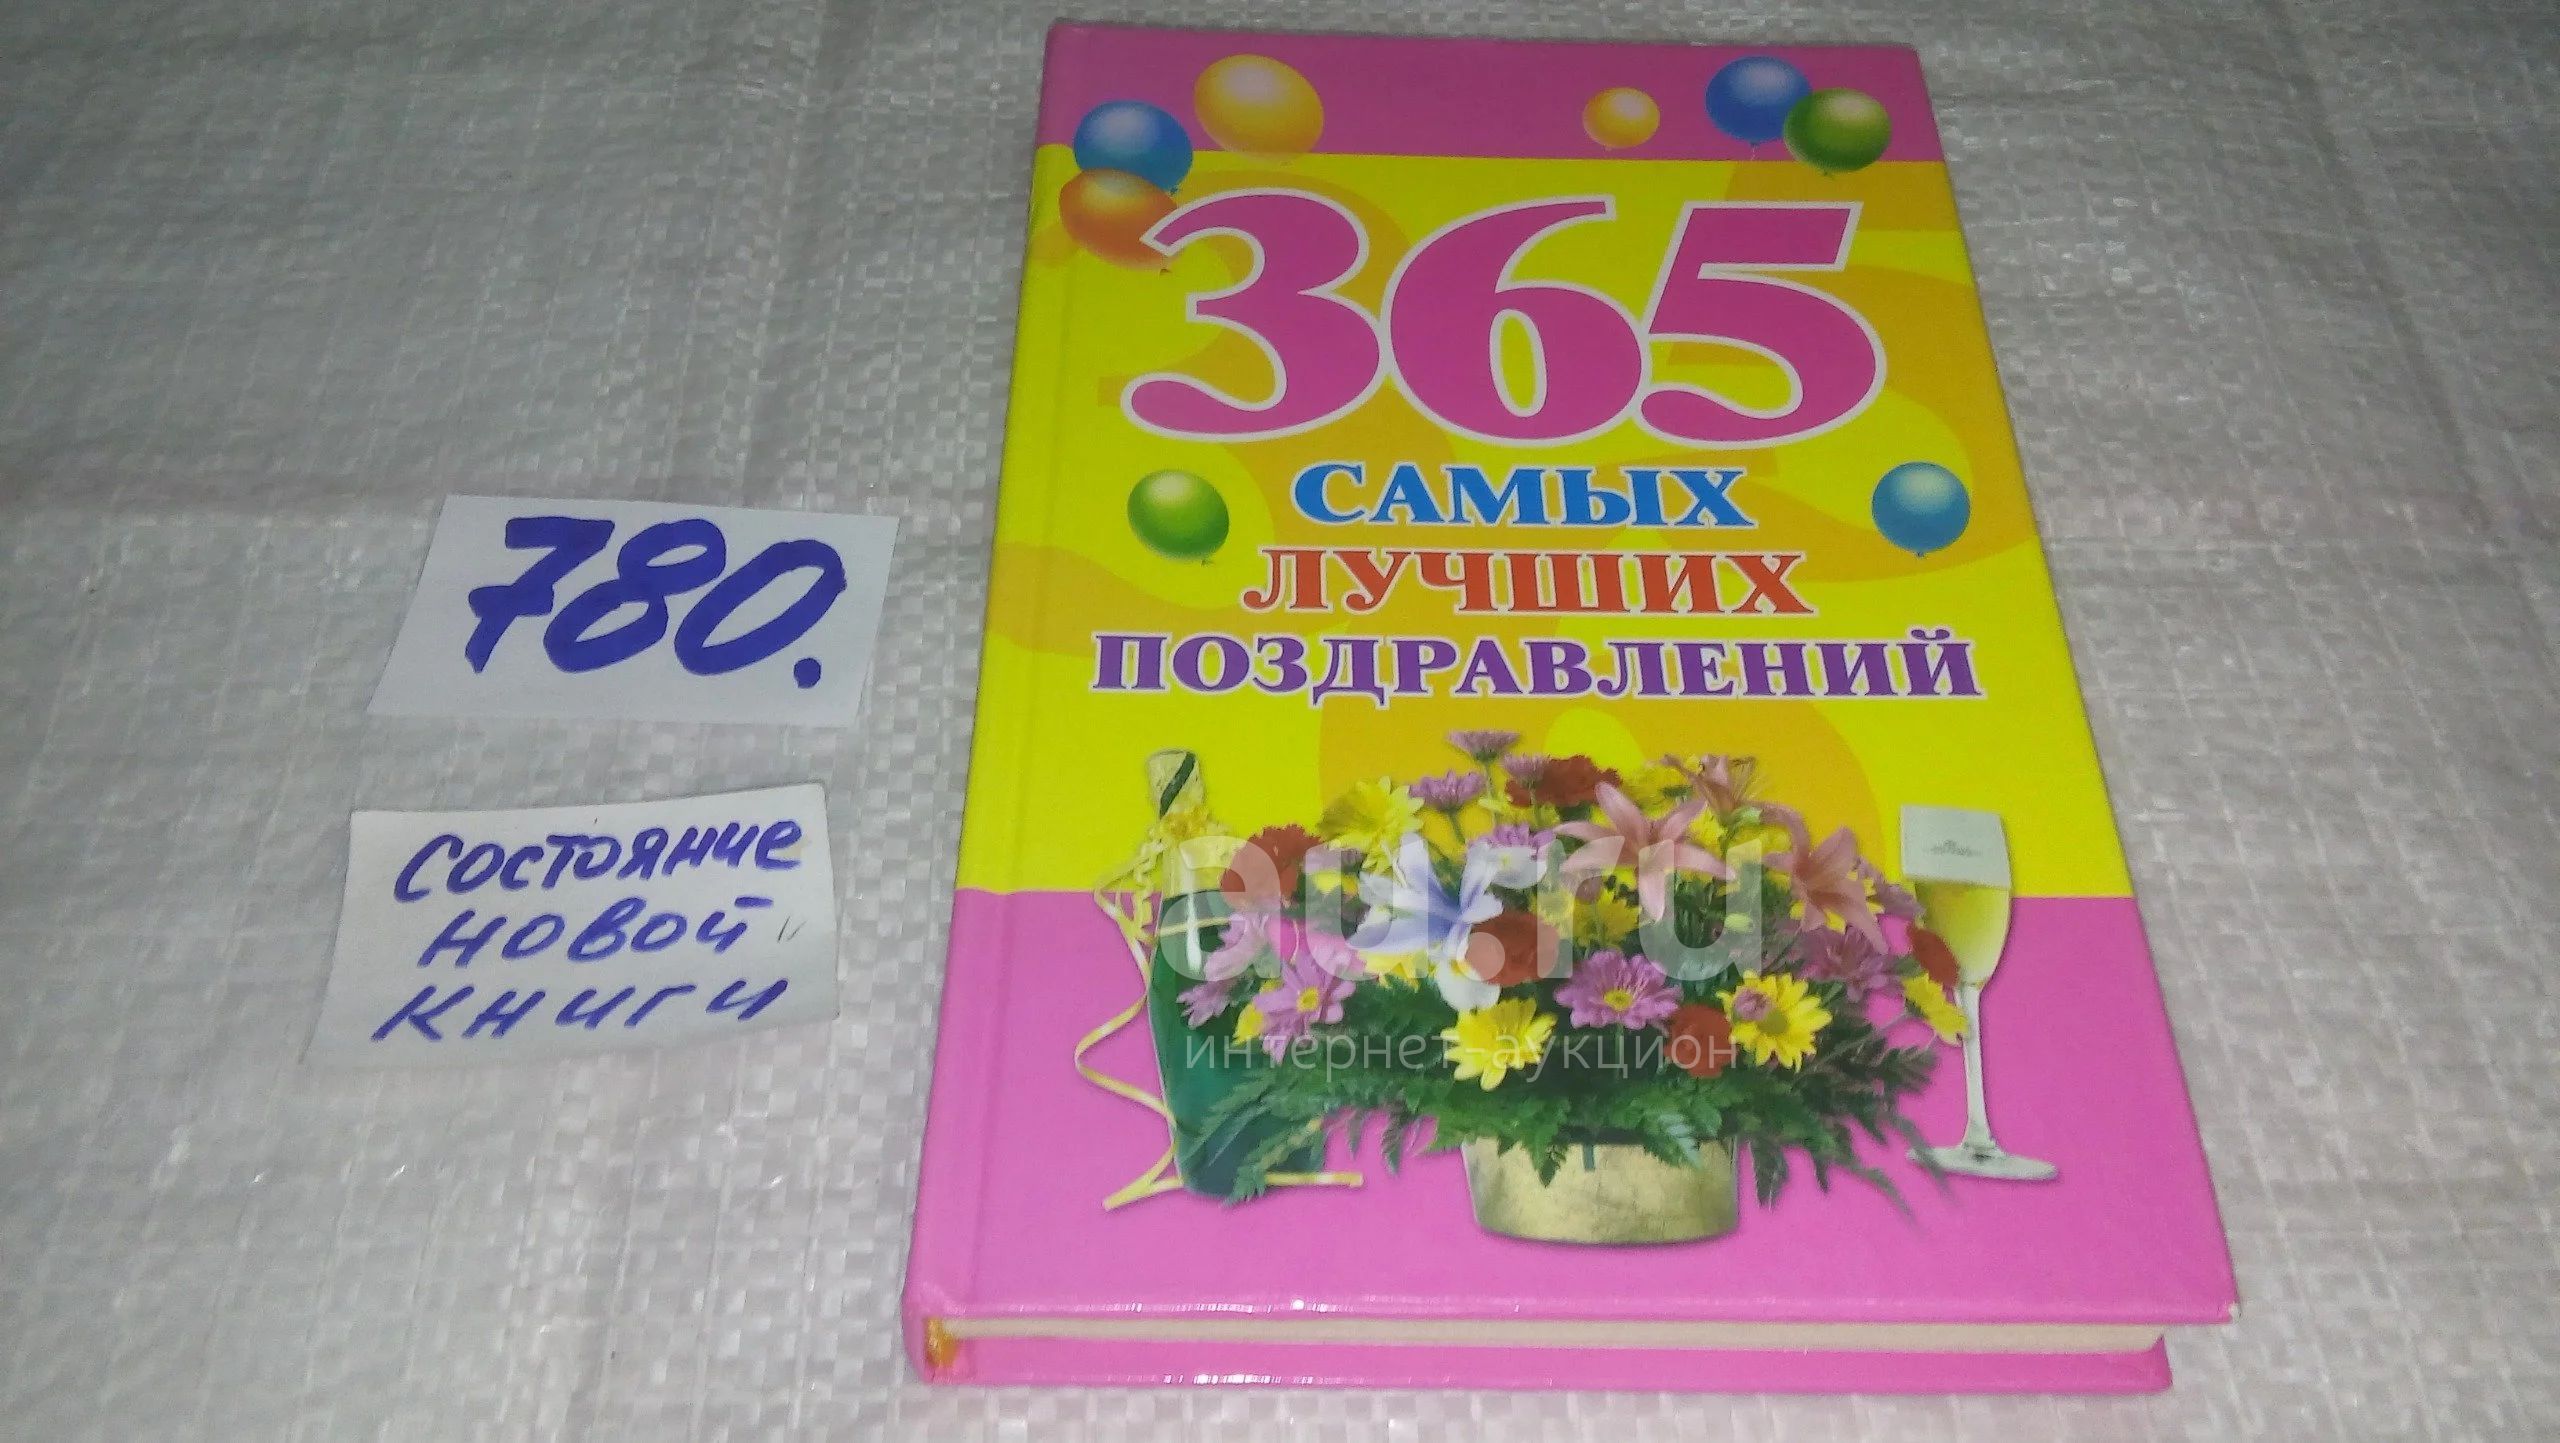 780.
состояние
новой
книги
365
САМЫХ
ЛУЧШИХ
ПОЗДРАВЛЕНИЙ
au.ru
интернет-аукцион